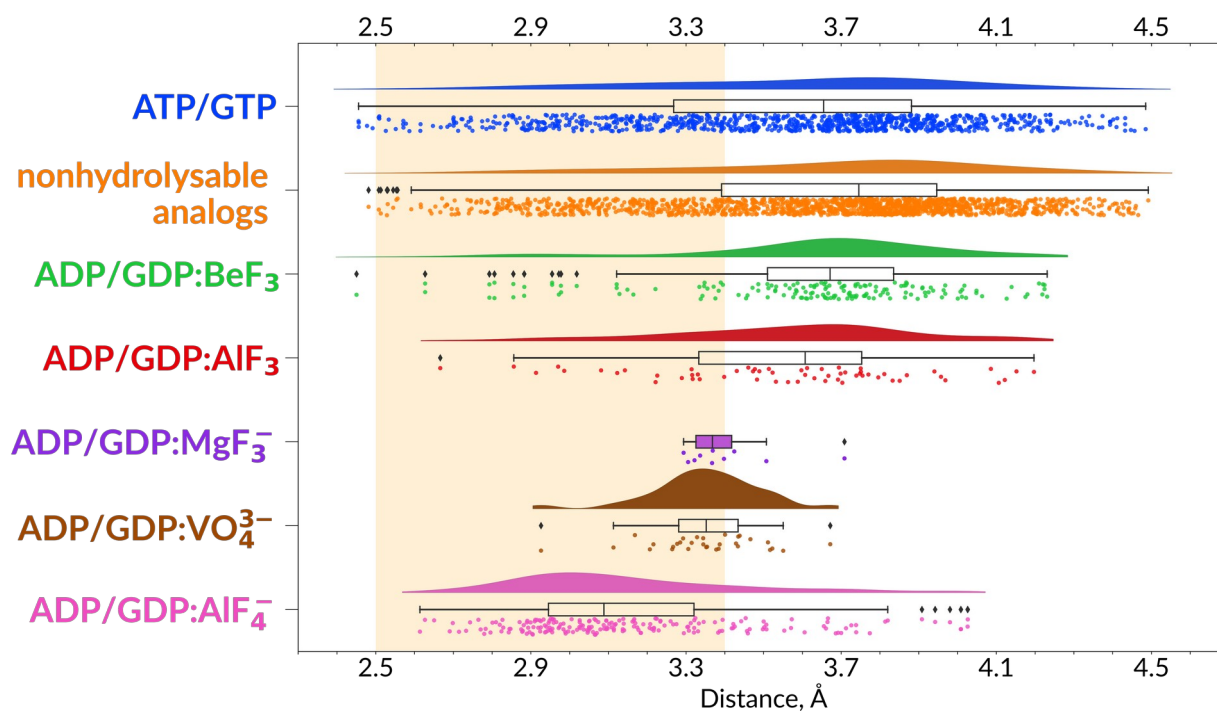 2.5 2.9 3.3 3.7 4.1 4.5
ATP/GTP
nonhydrolysable
analogs
ADP/GDP:BeF₃
ADP/GDP:AlF₃
ADP/GDP:MgF₃⁻
ADP/GDP:VO₄³⁻
ADP/GDP:AlF₄⁻
2.5 2.9 3.3 3.7 4.1 4.5
Distance, Å